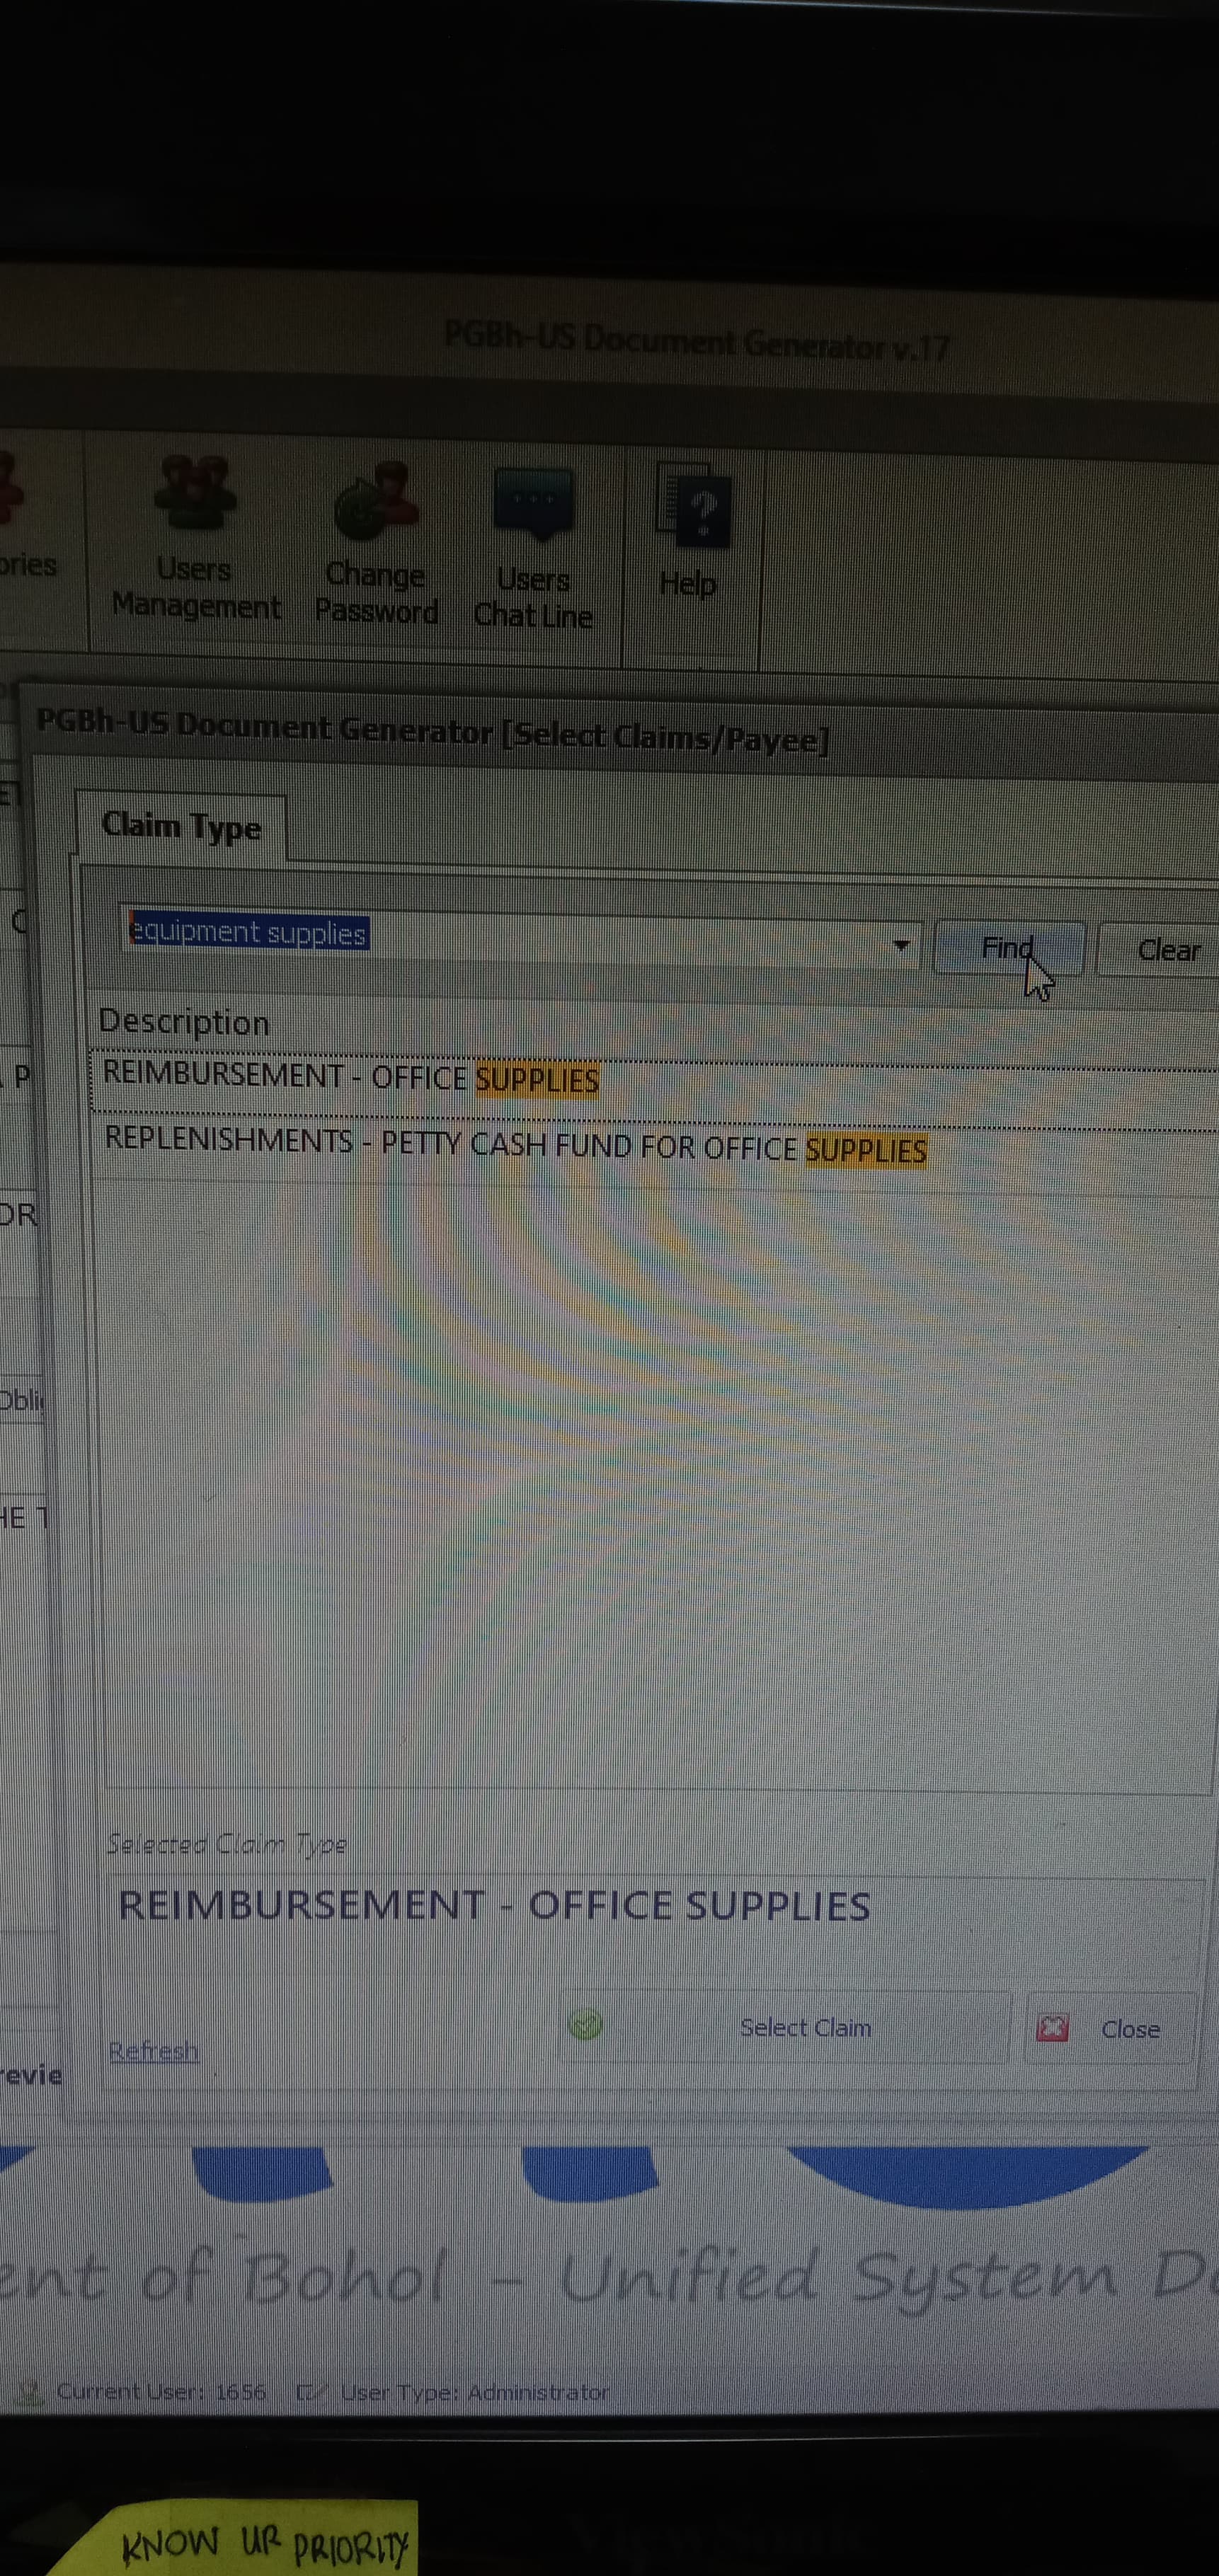 PGBh-US Document Generator v.17
ories
Users
Management
Change
Password
Users
Chat Line
Help
PGBh-US Document Generator [Select Claims/Payee]
Claim Type
equipment supplies
Find
Clear
Description
REIMBURSEMENT - OFFICE SUPPLIES
REPLENISHMENTS - PETTY CASH FUND FOR OFFICE SUPPLIES
P
OR
Obli
HE T
Selected Claim Type
REIMBURSEMENT - OFFICE SUPPLIES
Select Claim
Close
Refresh
revie
ent of Bohol - Unified System D
Current User: 1656
User Type: Administrator
KNOW UR PRIORITY